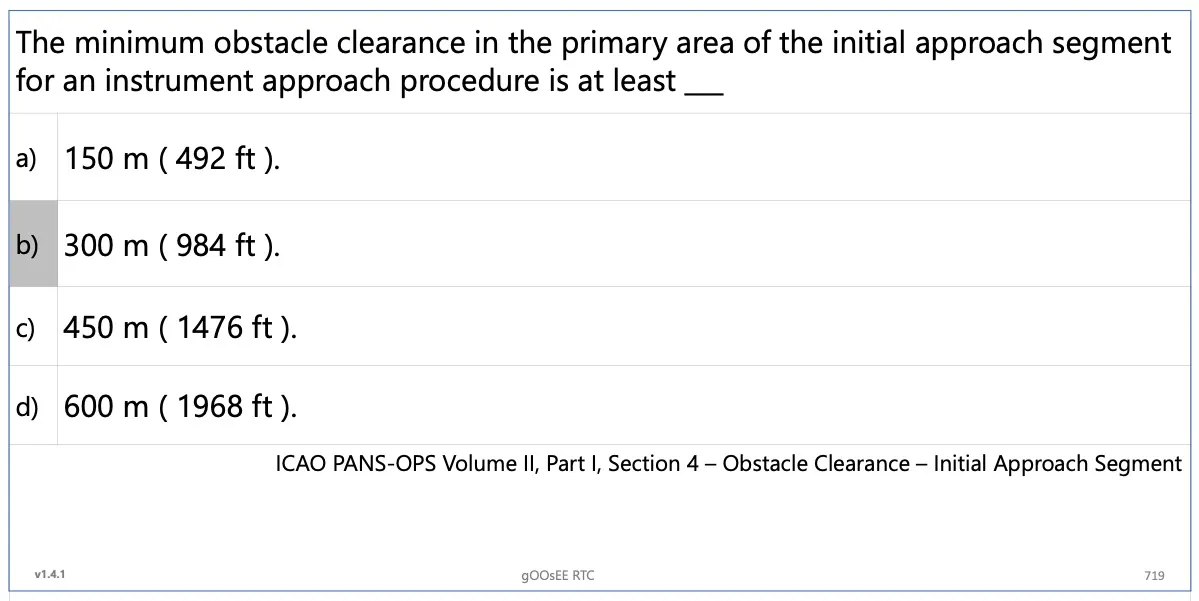 The minimum obstacle clearance in the primary area of the initial approach segment
for an instrument approach procedure is at least ___
a) 150 m ( 492 ft ).
b) 300 m ( 984 ft ).
c) 450 m ( 1476 ft ).
d) 600 m ( 1968 ft ).
ICAO PANS-OPS Volume II, Part I, Section 4 – Obstacle Clearance – Initial Approach Segment
v1.4.1 gOOsEE RTC 719